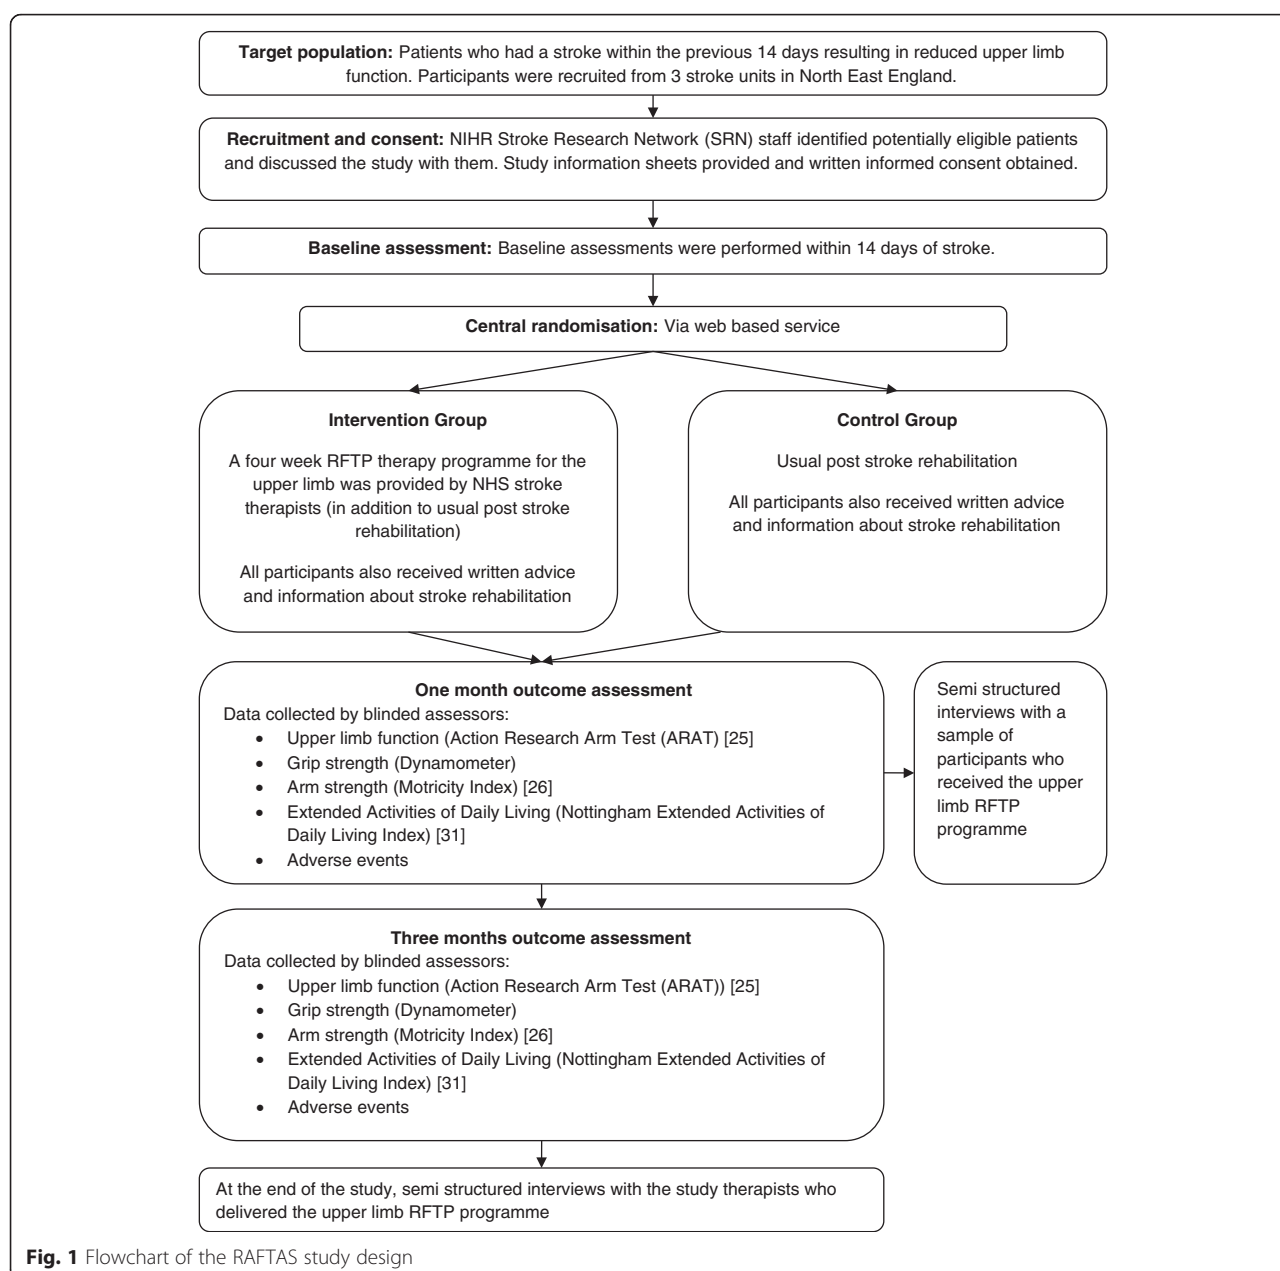 Target population: Patients who had a stroke within the previous 14 days resulting in reduced upper limb
function. Participants were recruited from 3 stroke units in North East England.
Recruitment and consent: NIHR Stroke Research Network (SRN) staff identified potentially eligible patients
and discussed the study with them. Study information sheets provided and written informed consent obtained.
Baseline assessment: Baseline assessments were performed within 14 days of stroke.
Central randomisation: Via web based service
Intervention Group
A four week RFTP therapy programme for the
upper limb was provided by NHS stroke
therapists (in addition to usual post stroke
rehabilitation)
All participants also received written advice
and information about stroke rehabilitation
Control Group
Usual post stroke rehabilitation
All participants also received written advice
and information about stroke rehabilitation
One month outcome assessment
Data collected by blinded assessors:
• Upper limb function (Action Research Arm Test (ARAT) [25]
• Grip strength (Dynamometer)
• Arm strength (Motricity Index) [26]
• Extended Activities of Daily Living (Nottingham Extended Activities of
Daily Living Index) [31]
• Adverse events
Semi structured
interviews with a
sample of
participants who
received the upper
limb RFTP
programme
Three months outcome assessment
Data collected by blinded assessors:
• Upper limb function (Action Research Arm Test (ARAT)) [25]
• Grip strength (Dynamometer)
• Arm strength (Motricity Index) [26]
• Extended Activities of Daily Living (Nottingham Extended Activities of
Daily Living Index) [31]
• Adverse events
At the end of the study, semi structured interviews with the study therapists who
delivered the upper limb RFTP programme
Fig. 1 Flowchart of the RAFTAS study design